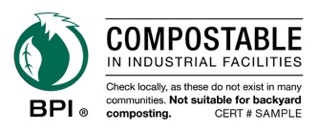 COMPOSTABLE
IN INDUSTRIAL FACILITIES
Check locally, as these do not exist in many
communities. Not suitable for backyard
composting. CERT # SAMPLE
BPI ®